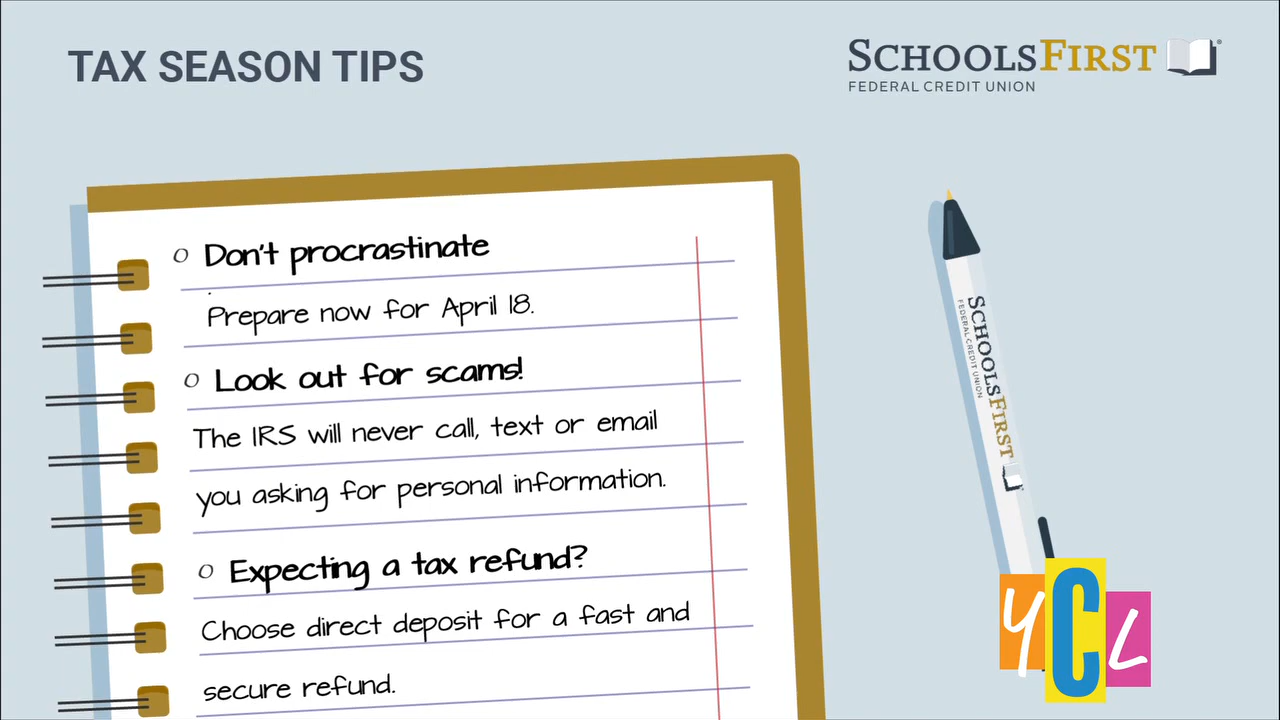 TAX SEASON TIPS
SCHOOLSFIRST
FEDERAL CREDIT UNION
o Don't procrastinate
Prepare now for April 18.
o Look out for scams!
The IRS will never call, text or email
you asking for personal information.
o Expecting a tax refund?
Choose direct deposit for a fast and
secure refund.
SCHOOLSFIRST
FEDERAL CREDIT UNION
YCL